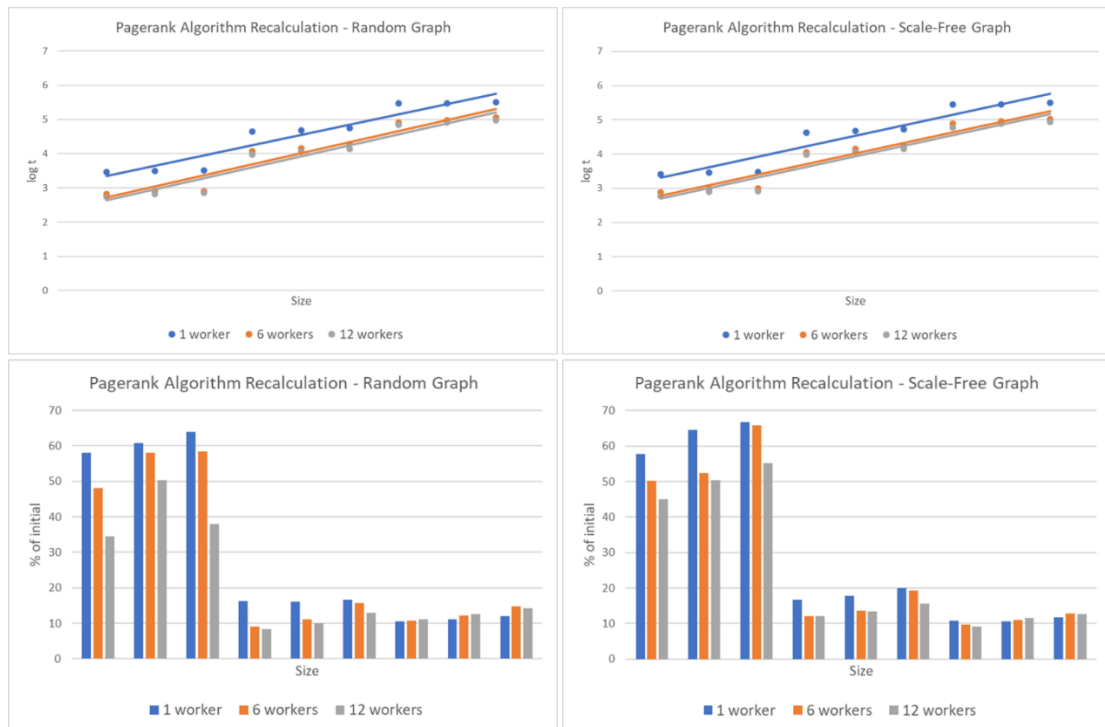 Pagerank Algorithm Recalculation - Random Graph
7
6
5
4
3
2
1
0
log t
Size
1 worker 6 workers 12 workers
Pagerank Algorithm Recalculation - Scale-Free Graph
7
6
5
4
3
2
1
0
log t
Size
1 worker 6 workers 12 workers
Pagerank Algorithm Recalculation - Random Graph
70
60
50
40
30
20
10
0
% of initial
Size
1 worker 6 workers 12 workers
Pagerank Algorithm Recalculation - Scale-Free Graph
70
60
50
40
30
20
10
0
% of initial
Size
1 worker 6 workers 12 workers